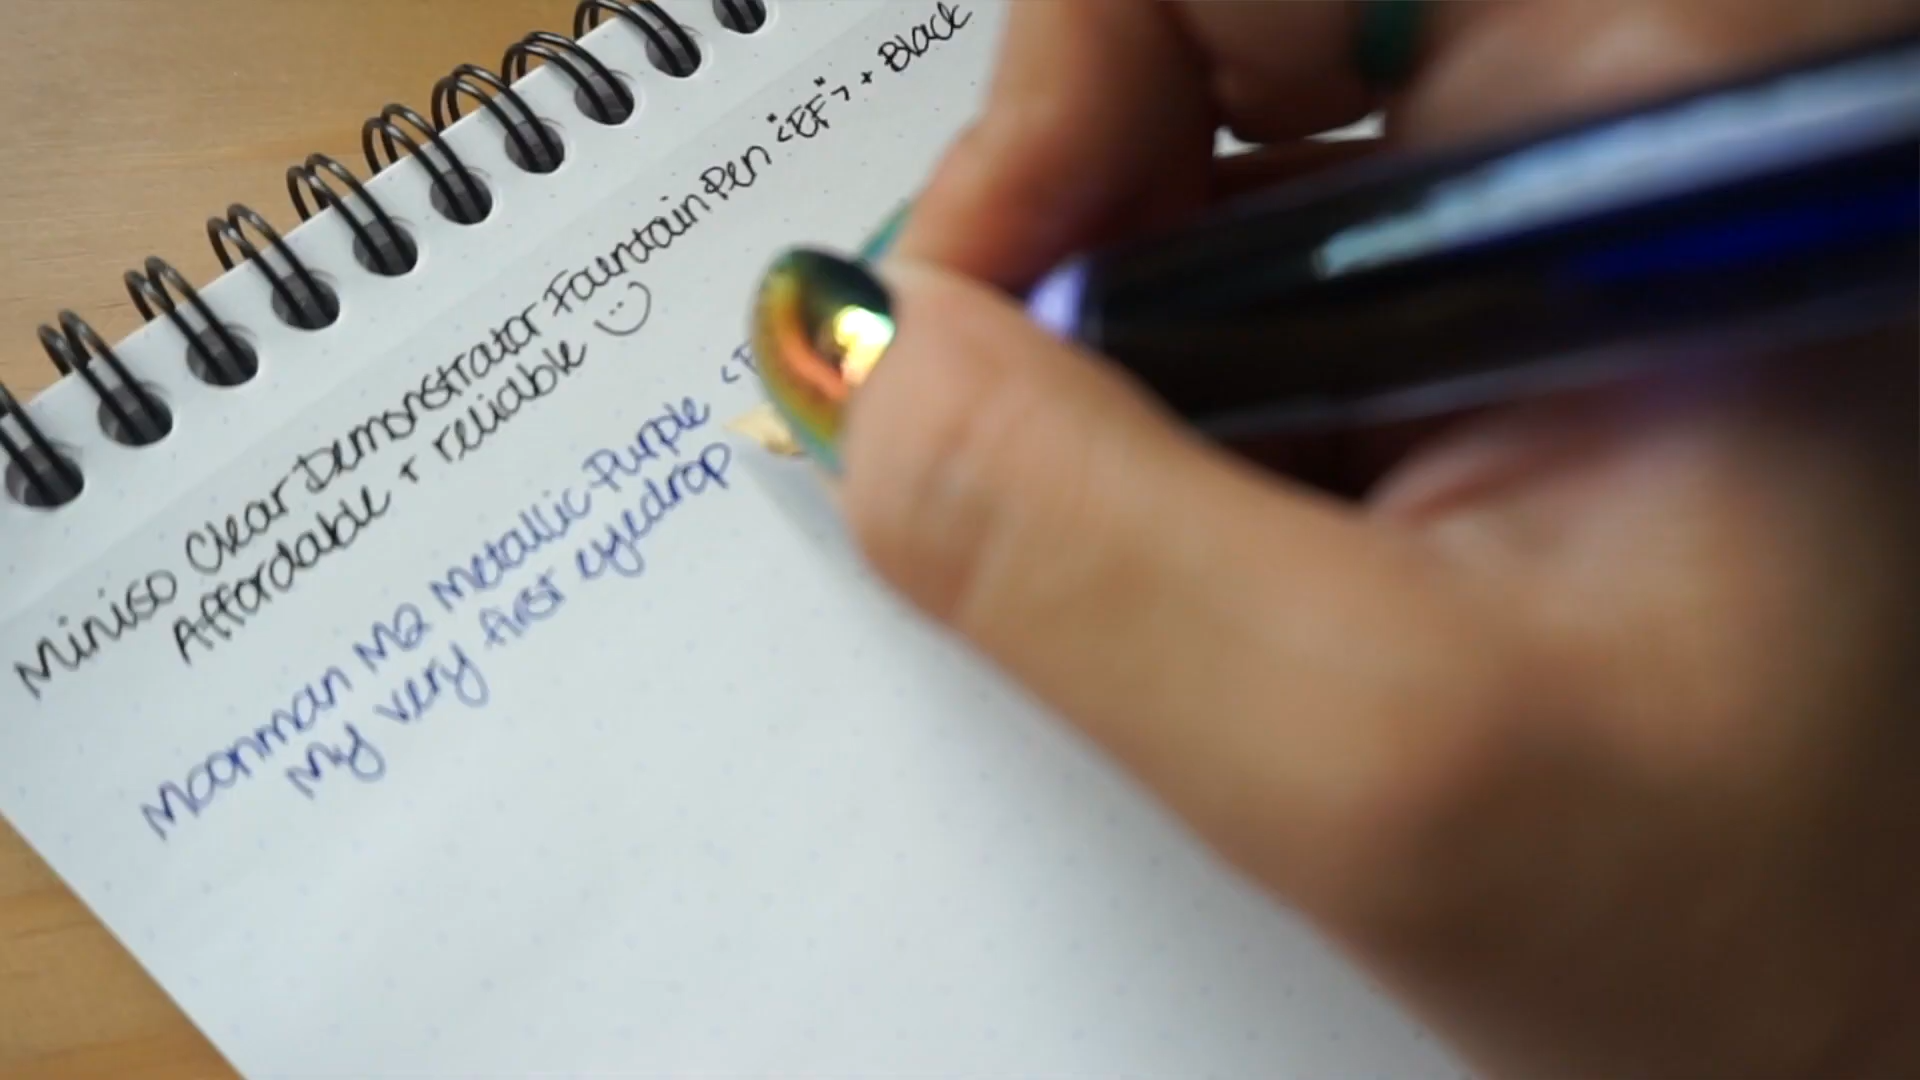 Miniso Clear Demonstrator Fountain Pen <"EF"> + Black
Affordable + reliable :)
Moonman M2 Metallic Purple <F
My very first eyedrop